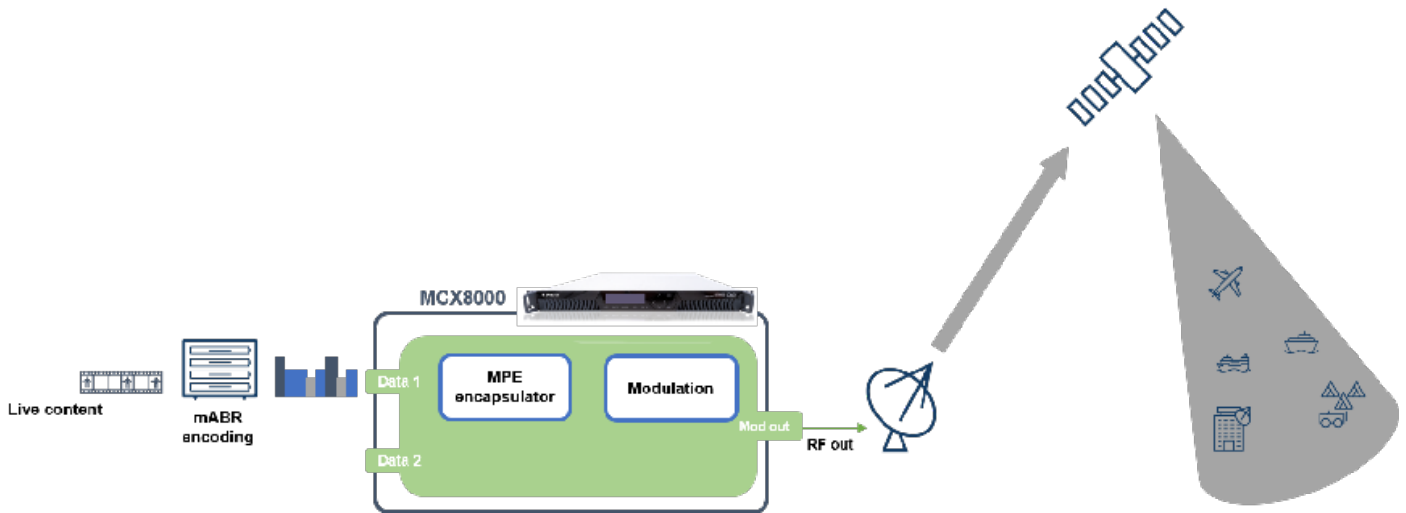 MCX8000
Live content
mABR
encoding
Data 1
Data 2
MPE
encapsulator
Modulation
Mod out
RF out